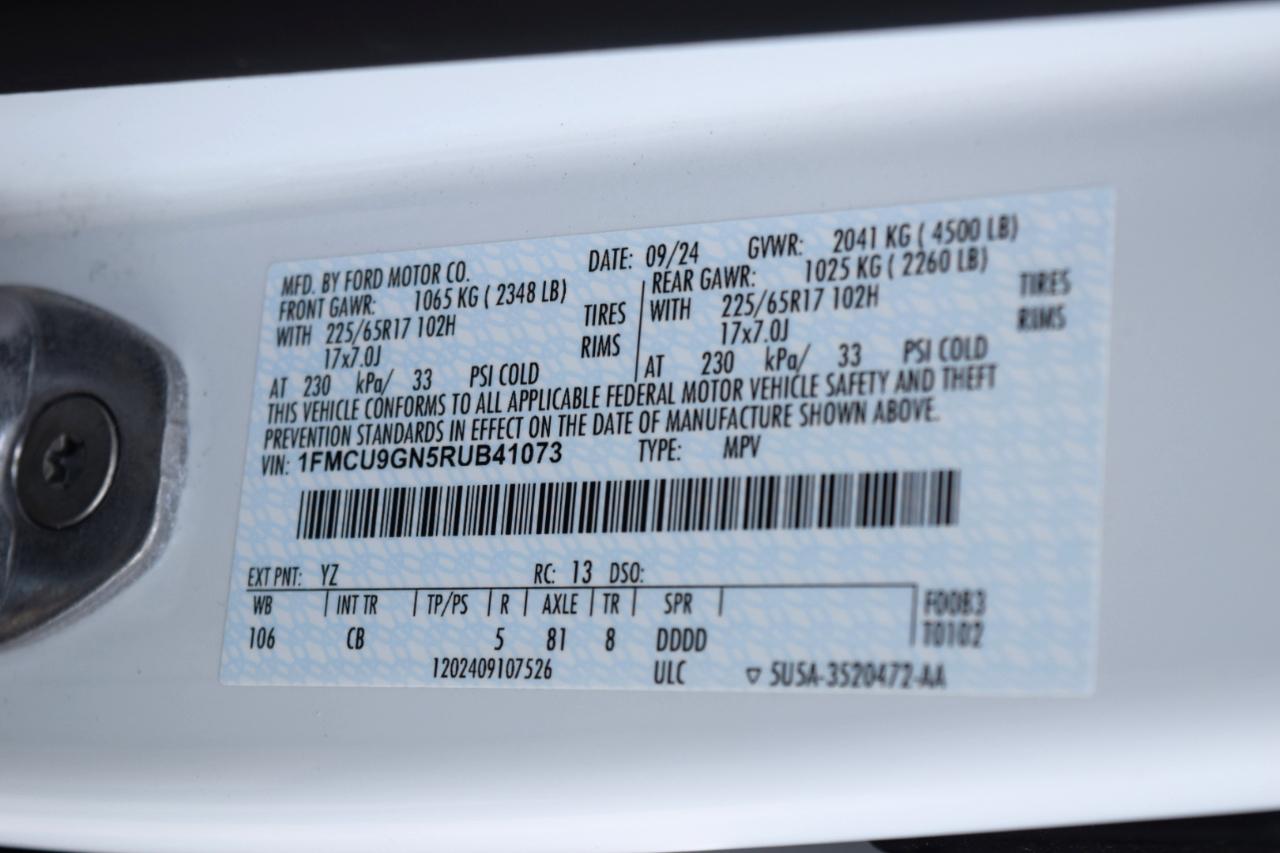 MFD. BY FORD MOTOR CO. DATE: 09/24 GVWR: 2041 KG ( 4500 LB)
FRONT GAWR: 1065 KG ( 2348 LB) REAR GAWR: 1025 KG ( 2260 LB)
WITH 225/65R17 102H TIRES WITH 225/65R17 102H TIRES
17x7.0J RIMS 17x7.0J RIMS
AT 230 kPa/ 33 PSI COLD AT 230 kPa/ 33 PSI COLD
THIS VEHICLE CONFORMS TO ALL APPLICABLE FEDERAL MOTOR VEHICLE SAFETY AND THEFT
PREVENTION STANDARDS IN EFFECT ON THE DATE OF MANUFACTURE SHOWN ABOVE.
VIN: 1FMCU9GN5RUB41073 TYPE: MPV
EXT PNT: YZ RC: 13 DSO:
WB INT TR TP/PS R AXLE TR SPR F0083
106 CB 5 81 8 DDDD T0102
1202409107526 ULC ▽ 5U5A-3520472-AA